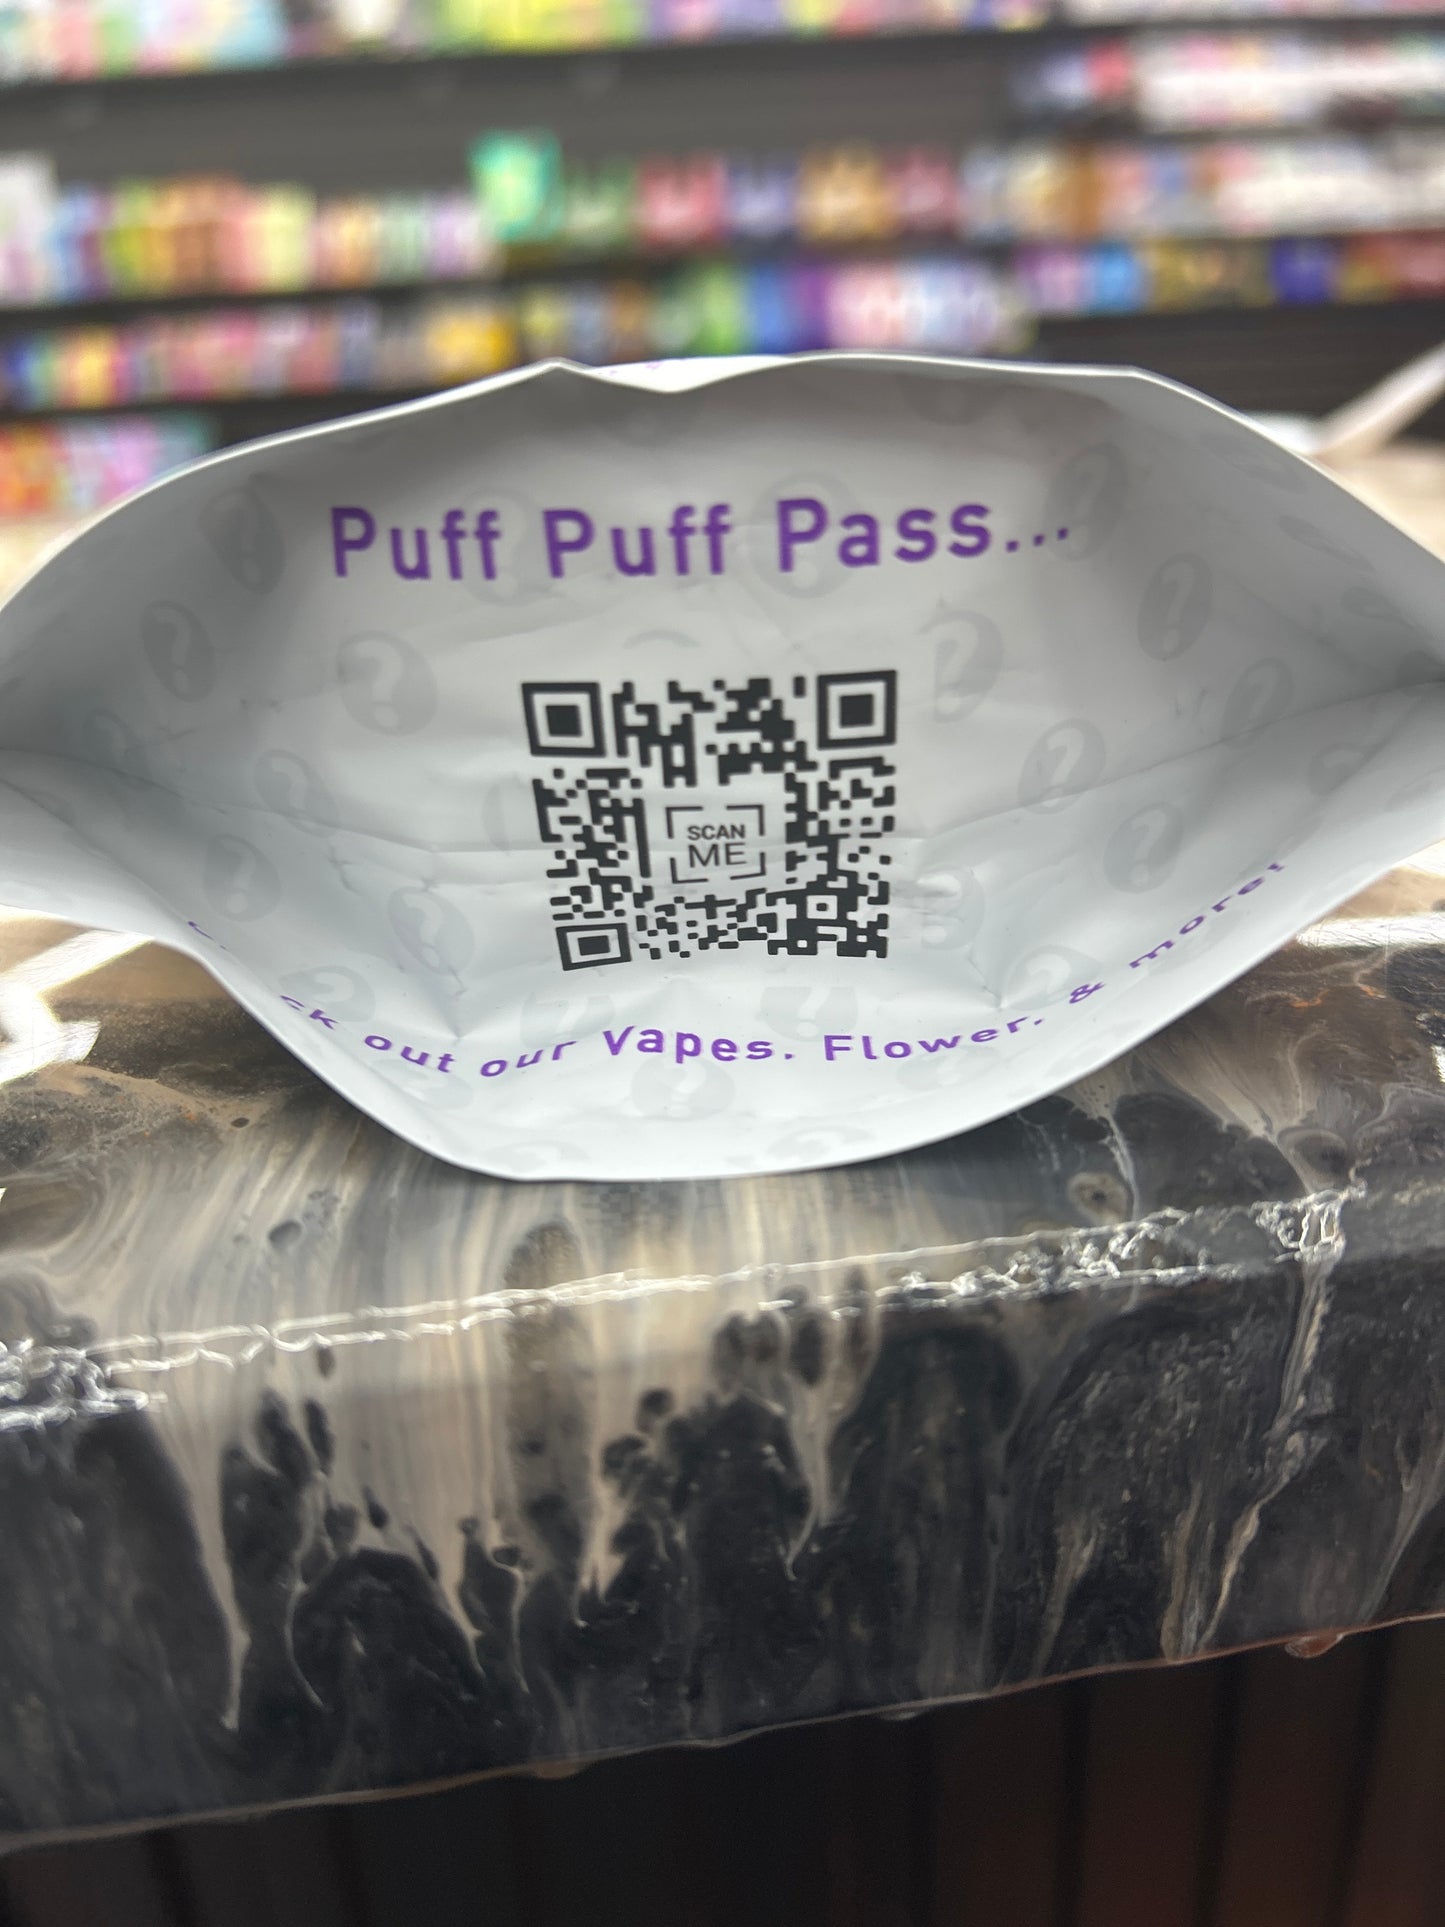 Puff Puff Pass...
SCAN
ME
out our Vapes. Flower. & more!